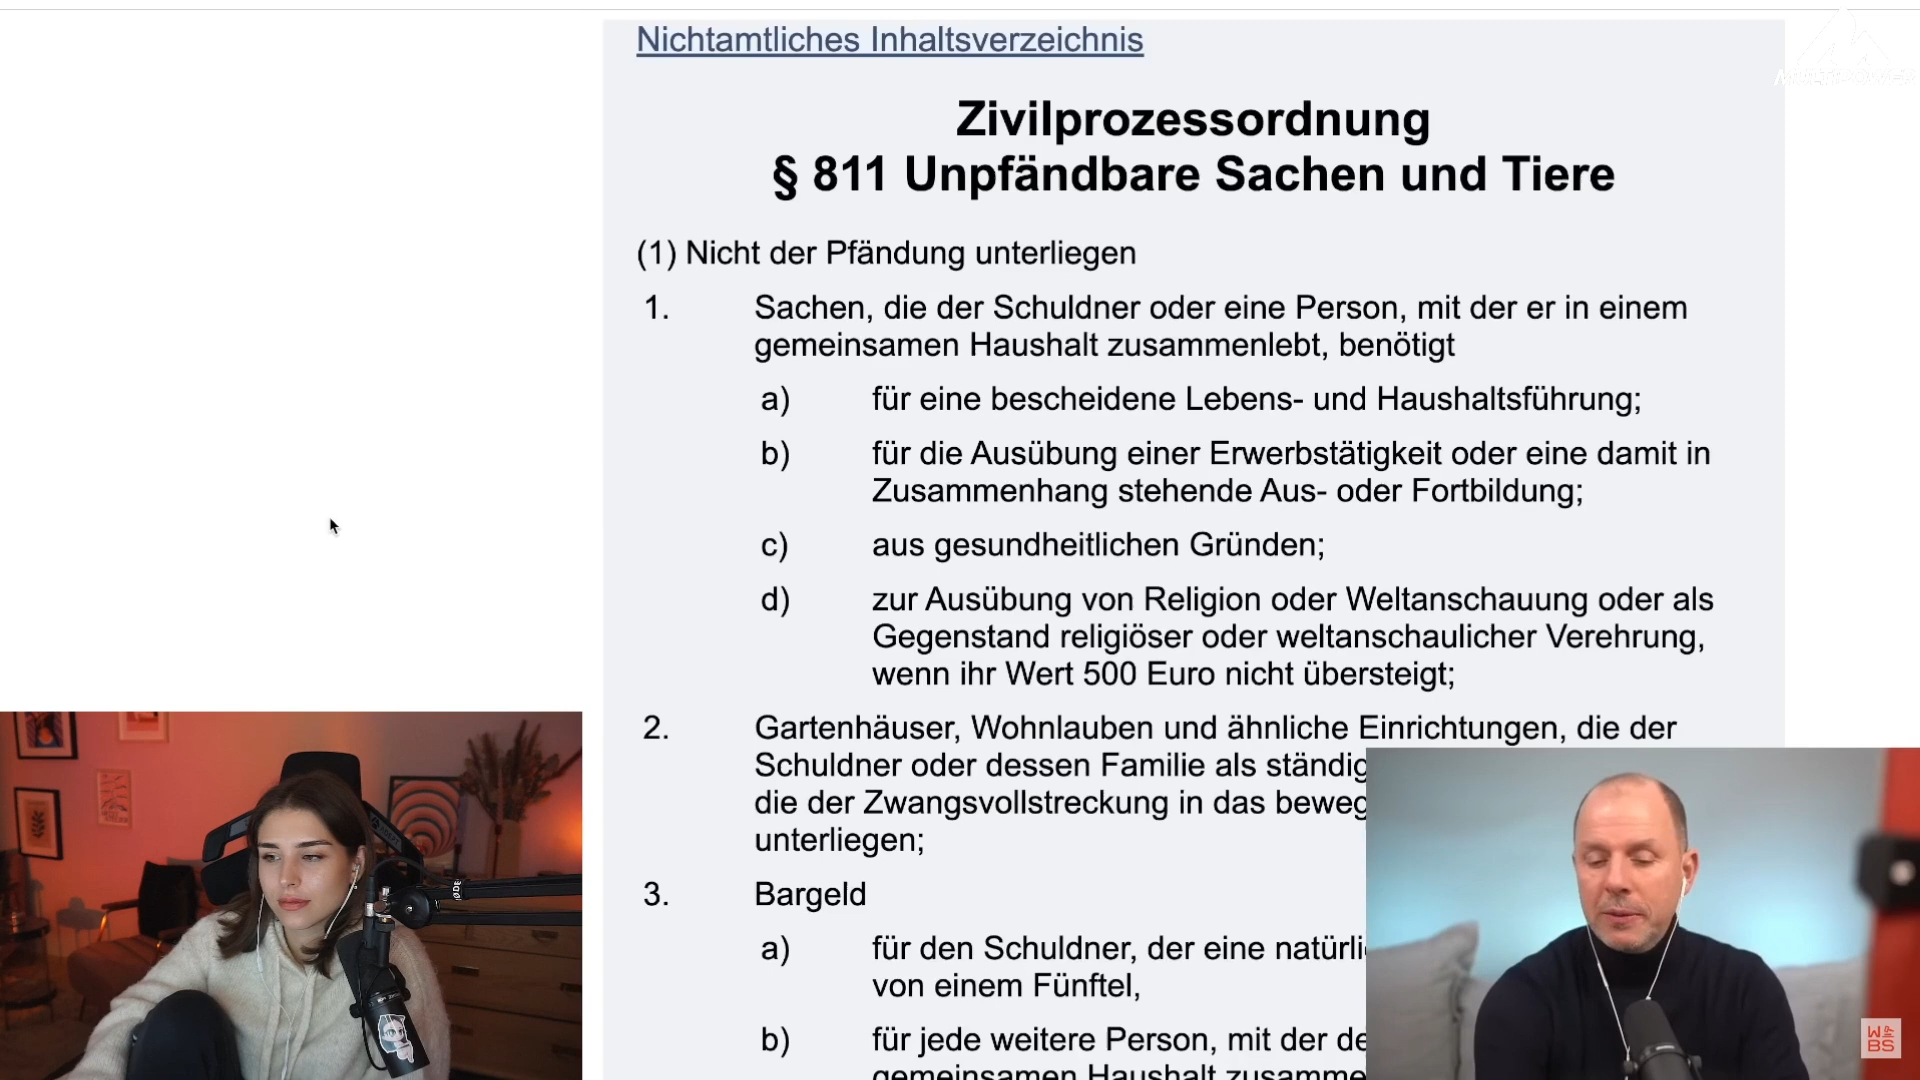 Nichtamtliches Inhaltsverzeichnis
Zivilprozessordnung
§ 811 Unpfändbare Sachen und Tiere
(1) Nicht der Pfändung unterliegen
1. Sachen, die der Schuldner oder eine Person, mit der er in einem
gemeinsamen Haushalt zusammenlebt, benötigt
a) für eine bescheidene Lebens- und Haushaltsführung;
b) für die Ausübung einer Erwerbstätigkeit oder eine damit in
Zusammenhang stehende Aus- oder Fortbildung;
c) aus gesundheitlichen Gründen;
d) zur Ausübung von Religion oder Weltanschauung oder als
Gegenstand religiöser oder weltanschaulicher Verehrung,
wenn ihr Wert 500 Euro nicht übersteigt;
2. Gartenhäuser, Wohnlauben und ähnliche Einrichtungen, die der
Schuldner oder dessen Familie als ständig
die der Zwangsvollstreckung in das beweg
unterliegen;
3. Bargeld
a) für den Schuldner, der eine natürli
von einem Fünftel,
b) für jede weitere Person, mit der de
gemeinsamen Haushalt zusamme
RØDE
W
BS